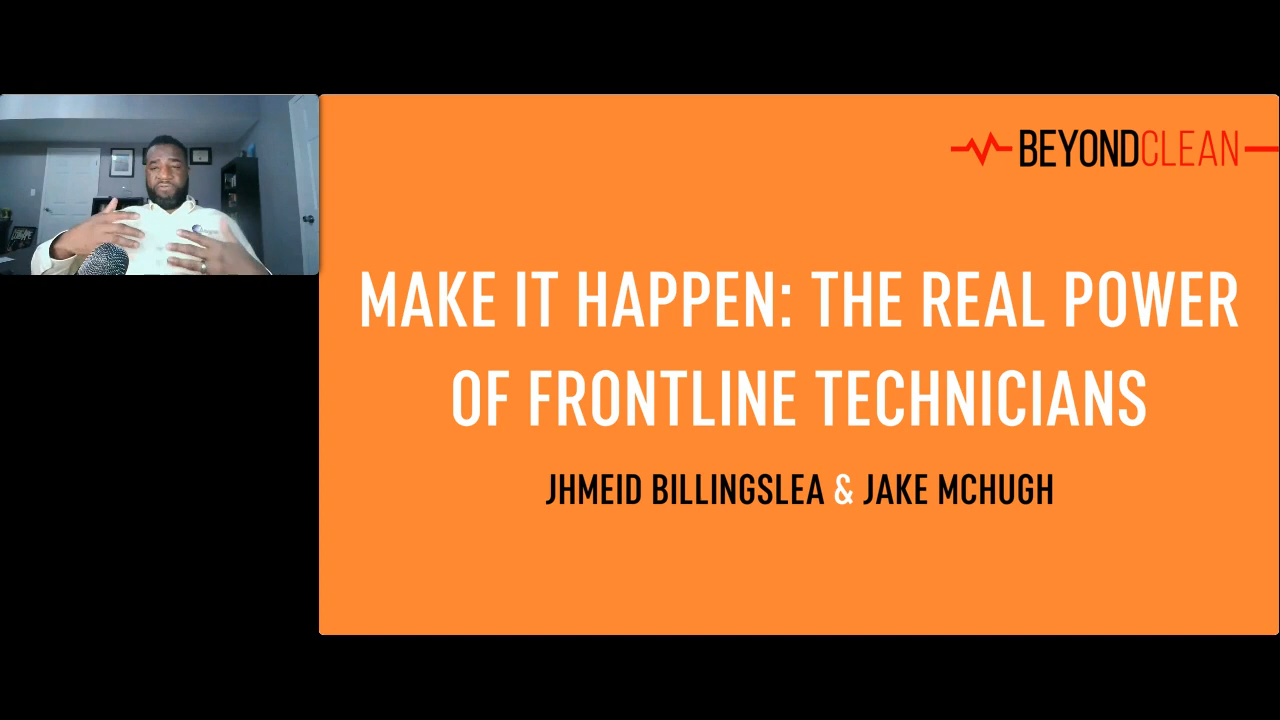 BEYONDCLEAN
MAKE IT HAPPEN: THE REAL POWER
OF FRONTLINE TECHNICIANS
JHMEID BILLINGSLEA & JAKE MCHUGH